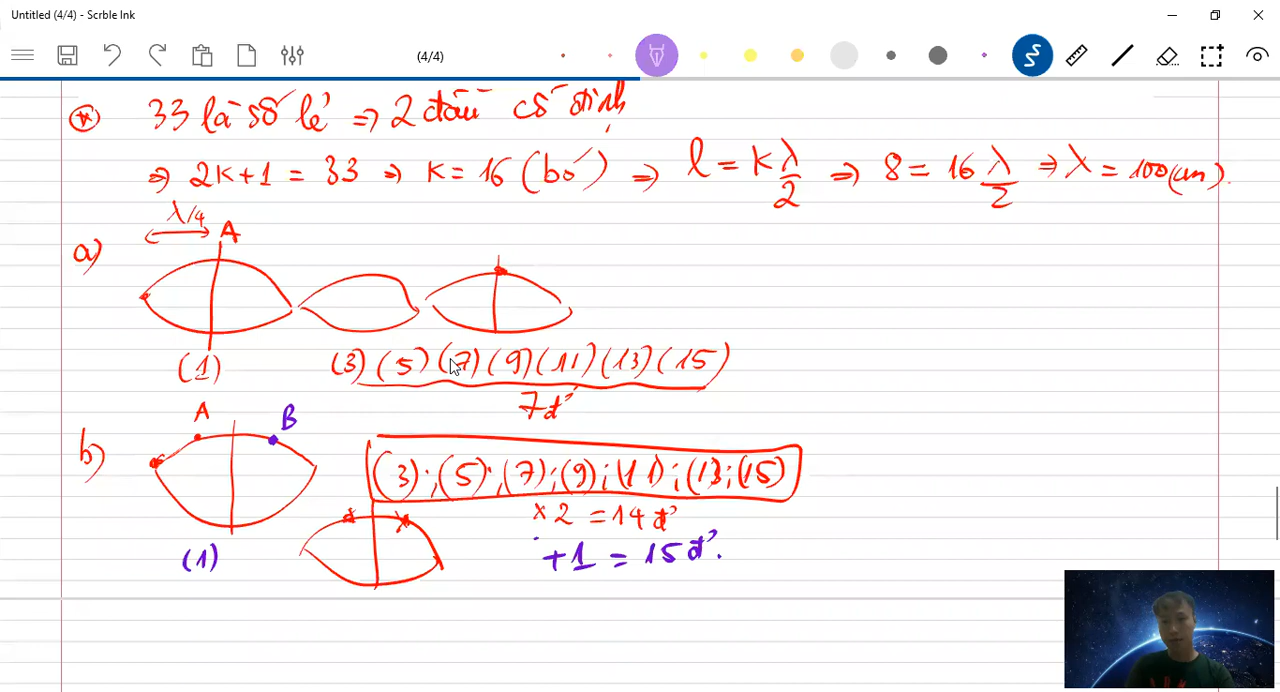 Untitled (4/4) - Scrble Ink
(4/4)
(*) 33 là số lẻ => 2 đầu cố định
=> 2k+1 = 33 => k = 16 (bó) => l = k λ/2 => 8 = 16 λ/2 => λ = 100 (cm).
λ/4
A
a)
(1)
(3) (5) (7) (9) (11) (13) (15)
7đ'
A
B
b)
(3); (5); (7); (9); (11); (13; (15)
x 2 = 14 đ'
(1)
+1 = 15 đ'.